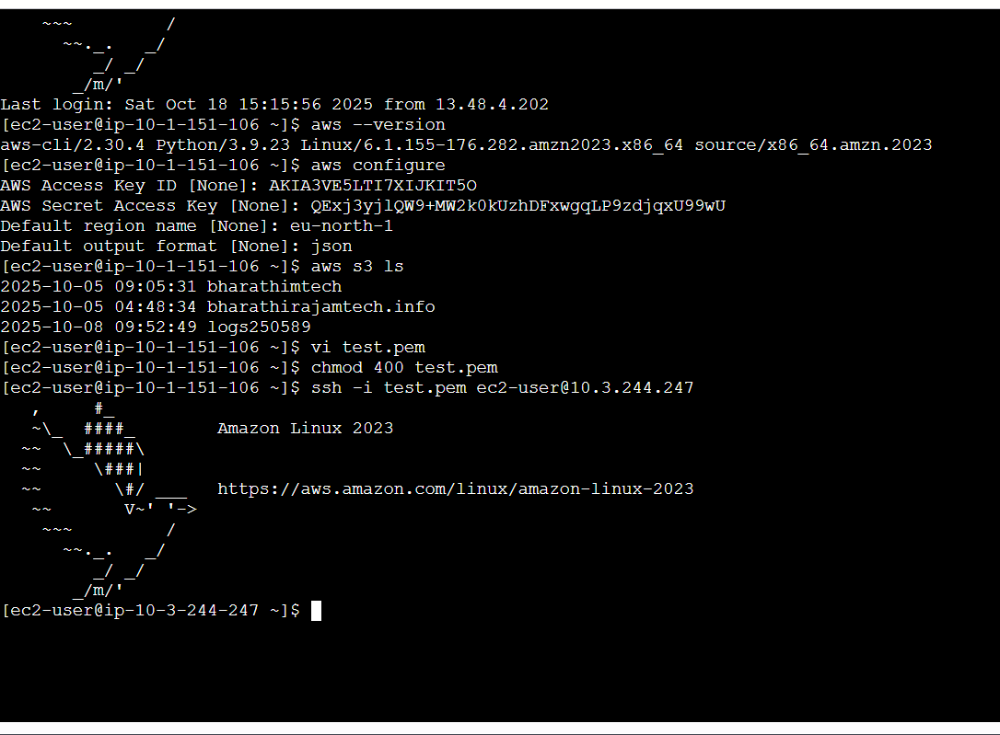 ~~~ /
~~._. _/
_/ _/
_/m/'
Last login: Sat Oct 18 15:15:56 2025 from 13.48.4.202
[ec2-user@ip-10-1-151-106 ~]$ aws --version
aws-cli/2.30.4 Python/3.9.23 Linux/6.1.155-176.282.amzn2023.x86_64 source/x86_64.amzn.2023
[ec2-user@ip-10-1-151-106 ~]$ aws configure
AWS Access Key ID [None]: AKIA3VE5LTI7XIJKIT5O
AWS Secret Access Key [None]: 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
Default region name [None]: eu-north-1
Default output format [None]: json
[ec2-user@ip-10-1-151-106 ~]$ aws s3 ls
2025-10-05 09:05:31 bharathimtech
2025-10-05 04:48:34 bharathirajamtech.info
2025-10-08 09:52:49 logs250589
[ec2-user@ip-10-1-151-106 ~]$ vi test.pem
[ec2-user@ip-10-1-151-106 ~]$ chmod 400 test.pem
[ec2-user@ip-10-1-151-106 ~]$ ssh -i test.pem ec2-user@10.3.244.247
, #_
~\_ ####_ Amazon Linux 2023
~~ \_#####\
~~ \###|
~~ \#/ ___ https://aws.amazon.com/linux/amazon-linux-2023
~~ V~' '->
~~~ /
~~._. _/
_/ _/
_/m/'
[ec2-user@ip-10-3-244-247 ~]$